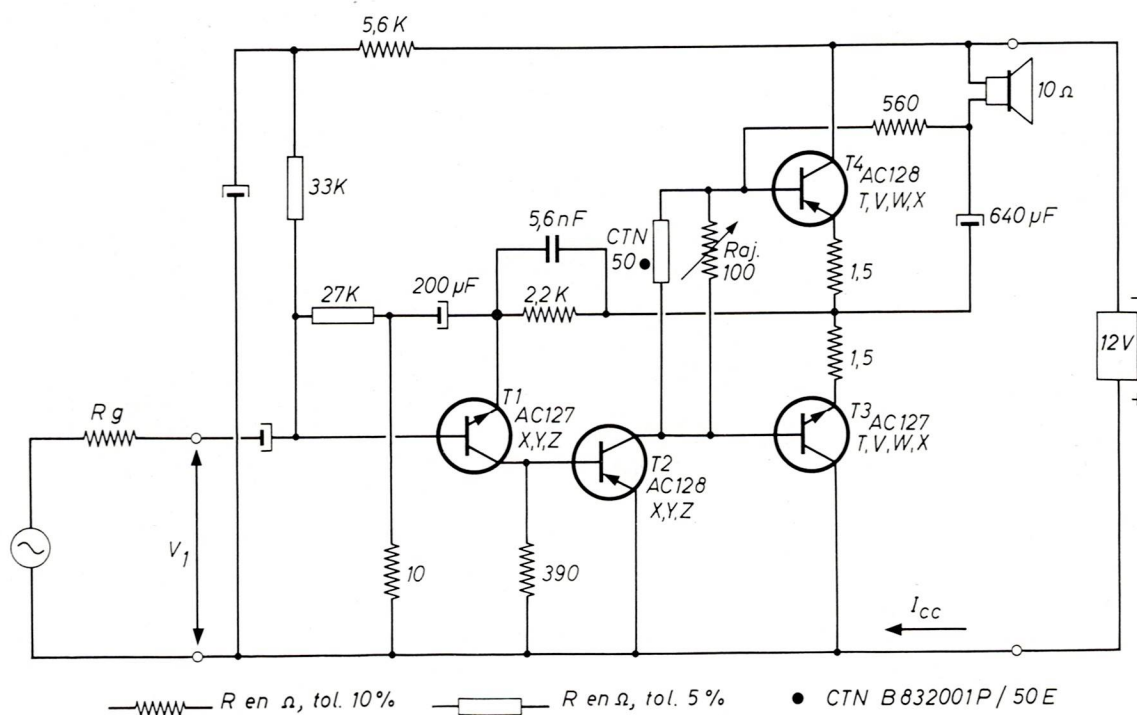 5,6 K
10 Ω
560
33K
T4
AC128
T,V,W,X
5,6 nF
CTN
50 ●
Raj.
100
640 µF
27K
200 µF
2,2 K
1,5
1,5
12V
T1
AC127
X,Y,Z
T3
AC127
T,V,W,X
Rg
T2
AC128
X,Y,Z
V1
10
390
Icc
R en Ω, tol. 10%
R en Ω, tol. 5%
● CTN B832001P / 50E